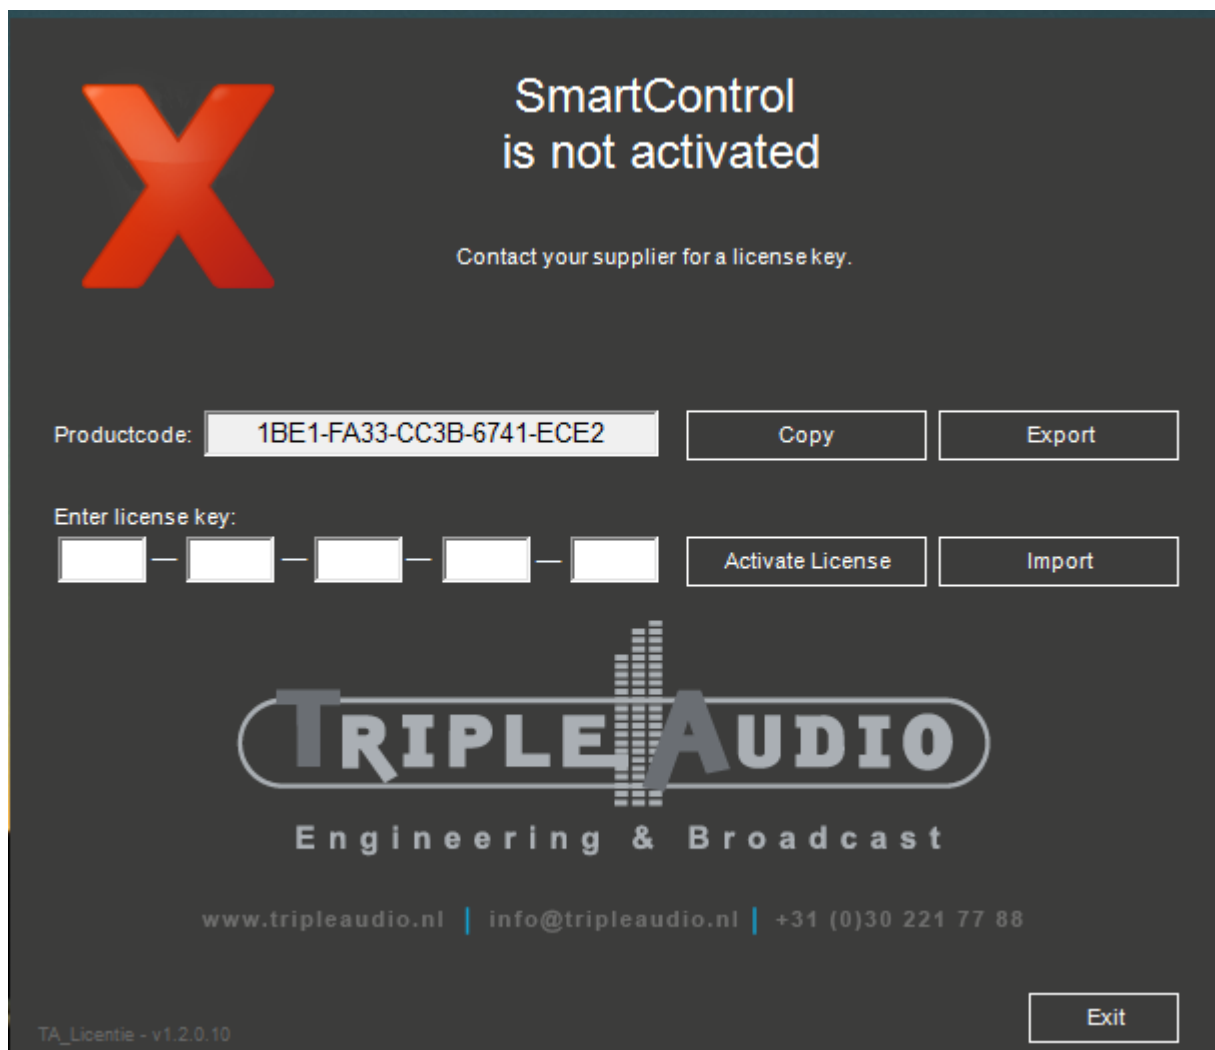 SmartControl
is not activated
Contact your supplier for a license key.
Productcode: 1BE1-FA33-CC3B-6741-ECE2 Copy Export
Enter license key:
— — — — Activate License Import
TRIPLE AUDIO
Engineering & Broadcast
www.tripleaudio.nl | info@tripleaudio.nl | +31 (0)30 221 77 88
Exit
TA_Licentie - v1.2.0.10